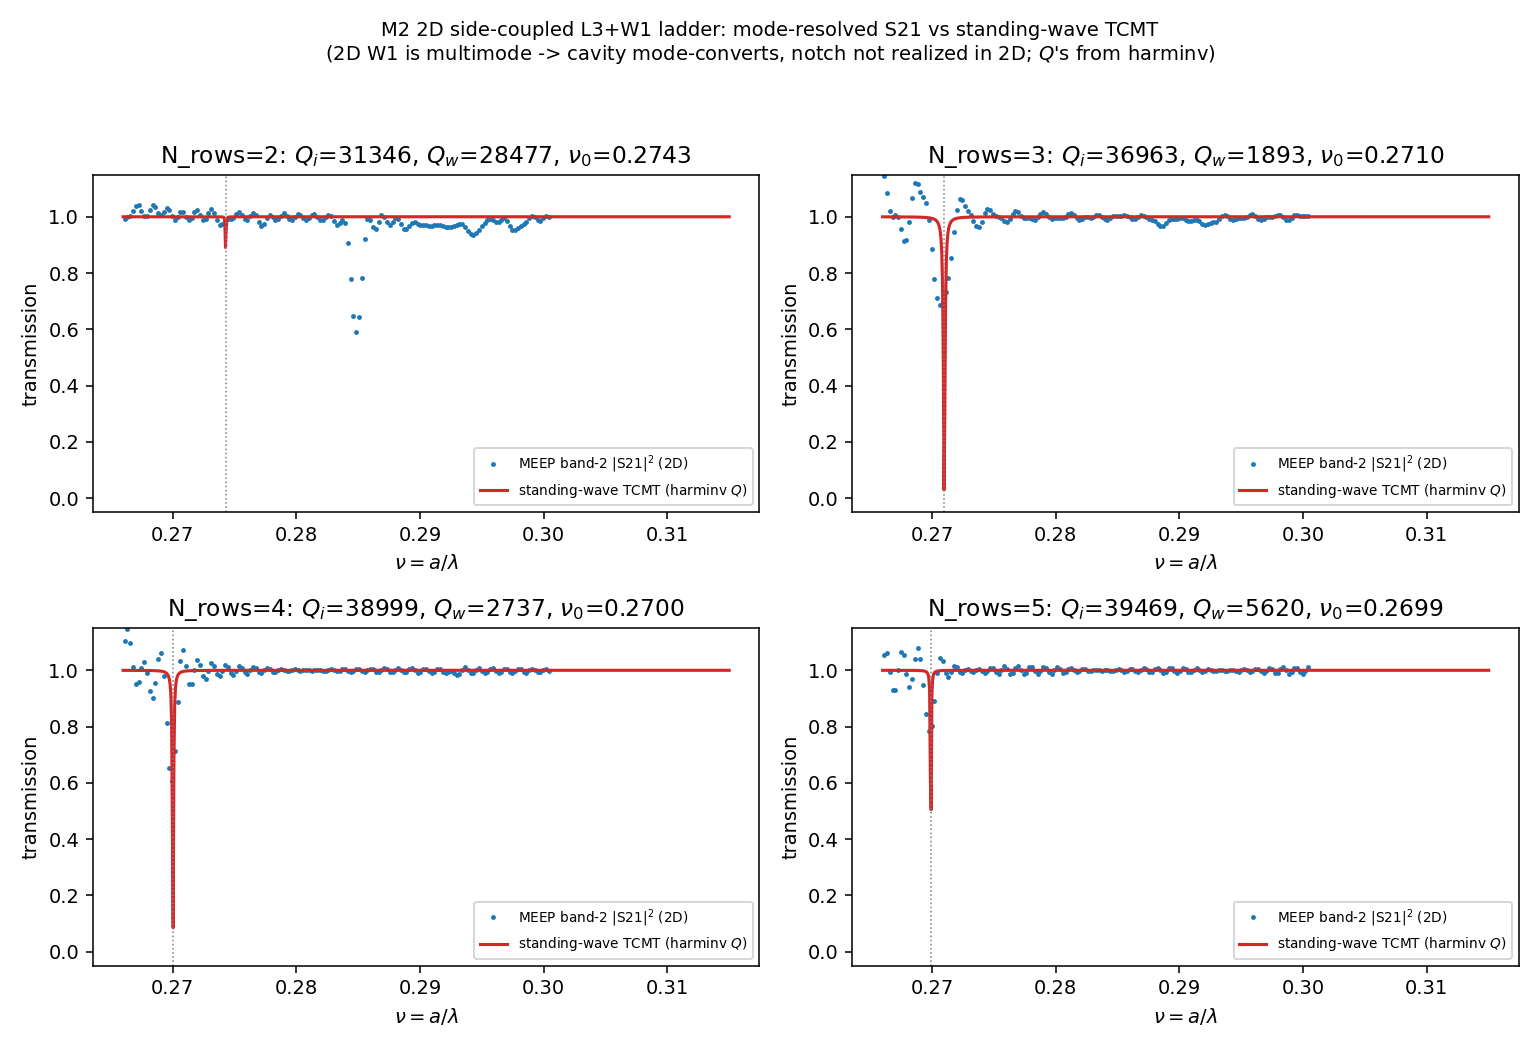 M2 2D side-coupled L3+W1 ladder: mode-resolved S21 vs standing-wave TCMT
(2D W1 is multimode -> cavity mode-converts, notch not realized in 2D; Q's from harminv)
N_rows=2: Qᵢ=31346, Q_w=28477, ν₀=0.2743
transmission
1.0
0.8
0.6
0.4
0.2
0.0
MEEP band-2 |S21|² (2D)
standing-wave TCMT (harminv Q)
0.27 0.28 0.29 0.30 0.31
ν = a/λ
N_rows=3: Qᵢ=36963, Q_w=1893, ν₀=0.2710
transmission
1.0
0.8
0.6
0.4
0.2
0.0
MEEP band-2 |S21|² (2D)
standing-wave TCMT (harminv Q)
0.27 0.28 0.29 0.30 0.31
ν = a/λ
N_rows=4: Qᵢ=38999, Q_w=2737, ν₀=0.2700
transmission
1.0
0.8
0.6
0.4
0.2
0.0
MEEP band-2 |S21|² (2D)
standing-wave TCMT (harminv Q)
0.27 0.28 0.29 0.30 0.31
ν = a/λ
N_rows=5: Qᵢ=39469, Q_w=5620, ν₀=0.2699
transmission
1.0
0.8
0.6
0.4
0.2
0.0
MEEP band-2 |S21|² (2D)
standing-wave TCMT (harminv Q)
0.27 0.28 0.29 0.30 0.31
ν = a/λ